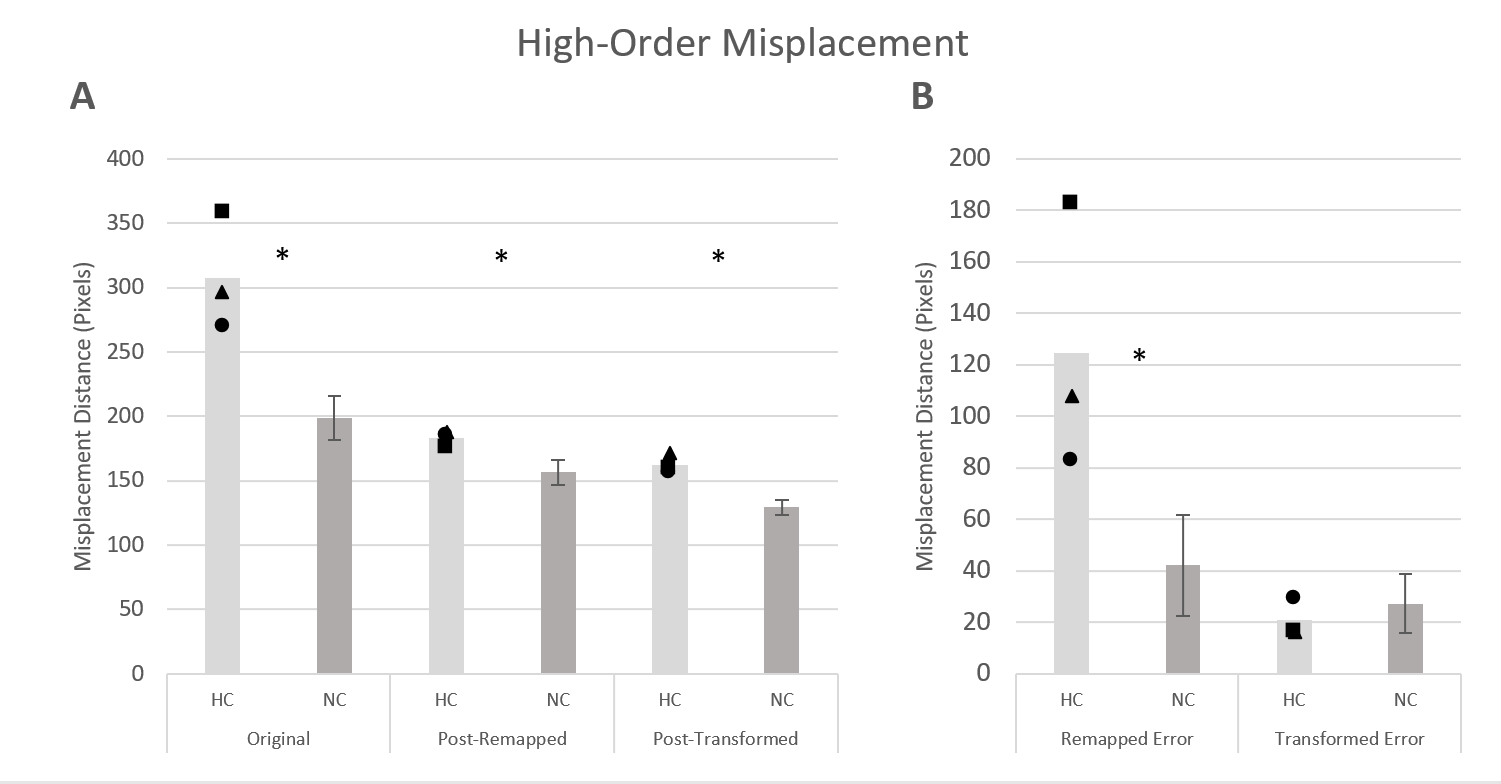 High-Order Misplacement
A
Misplacement Distance (Pixels)
400
350
300
250
200
150
100
50
0
* * *
HC NC HC NC HC NC
Original Post-Remapped Post-Transformed
B
Misplacement Distance (Pixels)
200
180
160
140
120
100
80
60
40
20
0
*
HC NC HC NC
Remapped Error Transformed Error